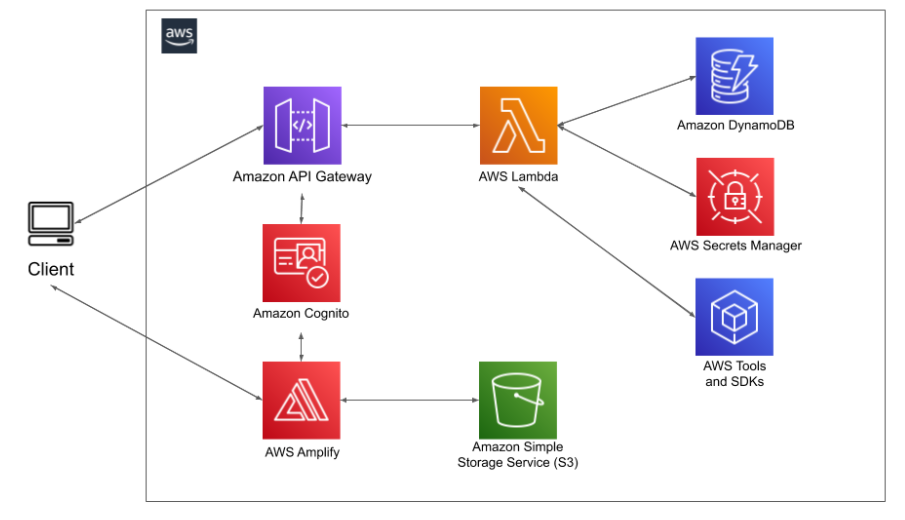 aws
Amazon DynamoDB
Amazon API Gateway
AWS Lambda
AWS Secrets Manager
Client
Amazon Cognito
AWS Tools
and SDKs
AWS Amplify
Amazon Simple
Storage Service (S3)